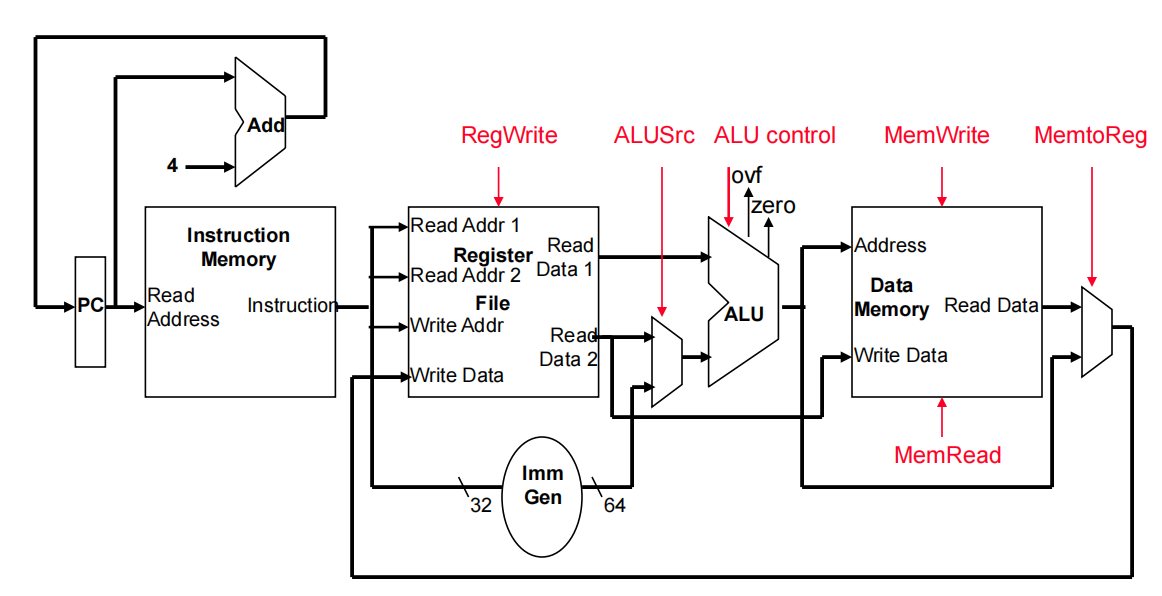 Add
4
RegWrite
ALUSrc
ALU control
MemWrite
MemtoReg
ovf
zero
PC
Instruction
Memory
Read
Address
Instruction
Read Addr 1
Register
Read Addr 2
File
Write Addr
Write Data
Read
Data 1
Read
Data 2
ALU
Address
Data
Memory
Read Data
Write Data
MemRead
Imm
Gen
32
64